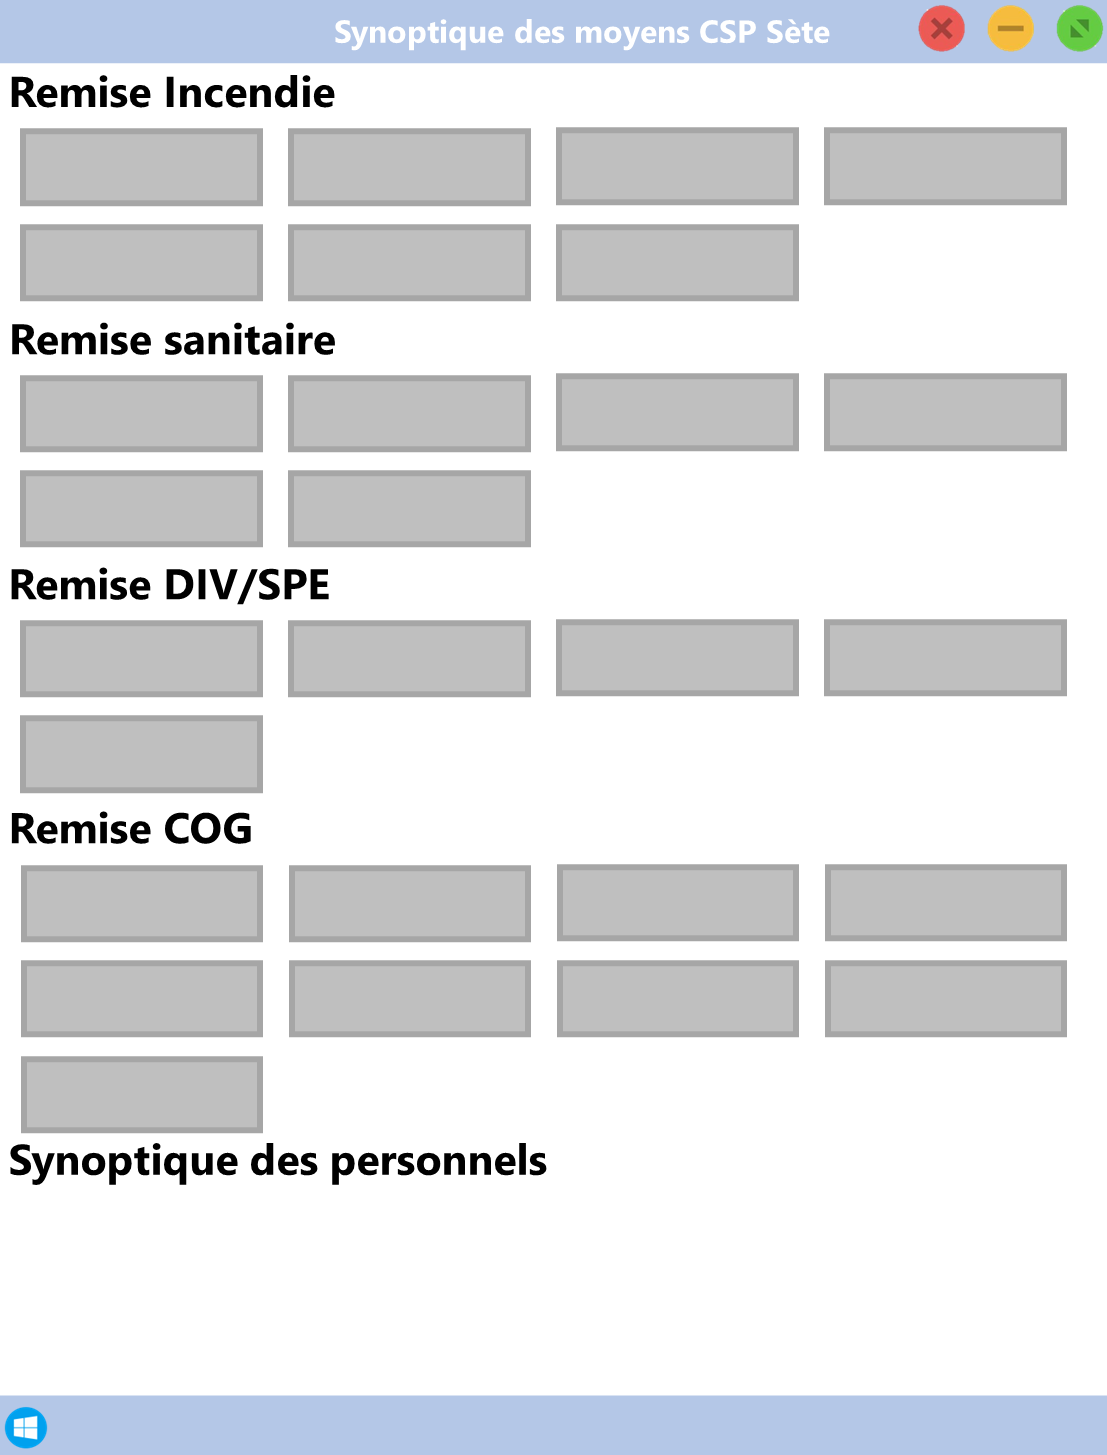 Synoptique des moyens CSP Sète
Remise Incendie
Remise sanitaire
Remise DIV/SPE
Remise COG
Synoptique des personnels